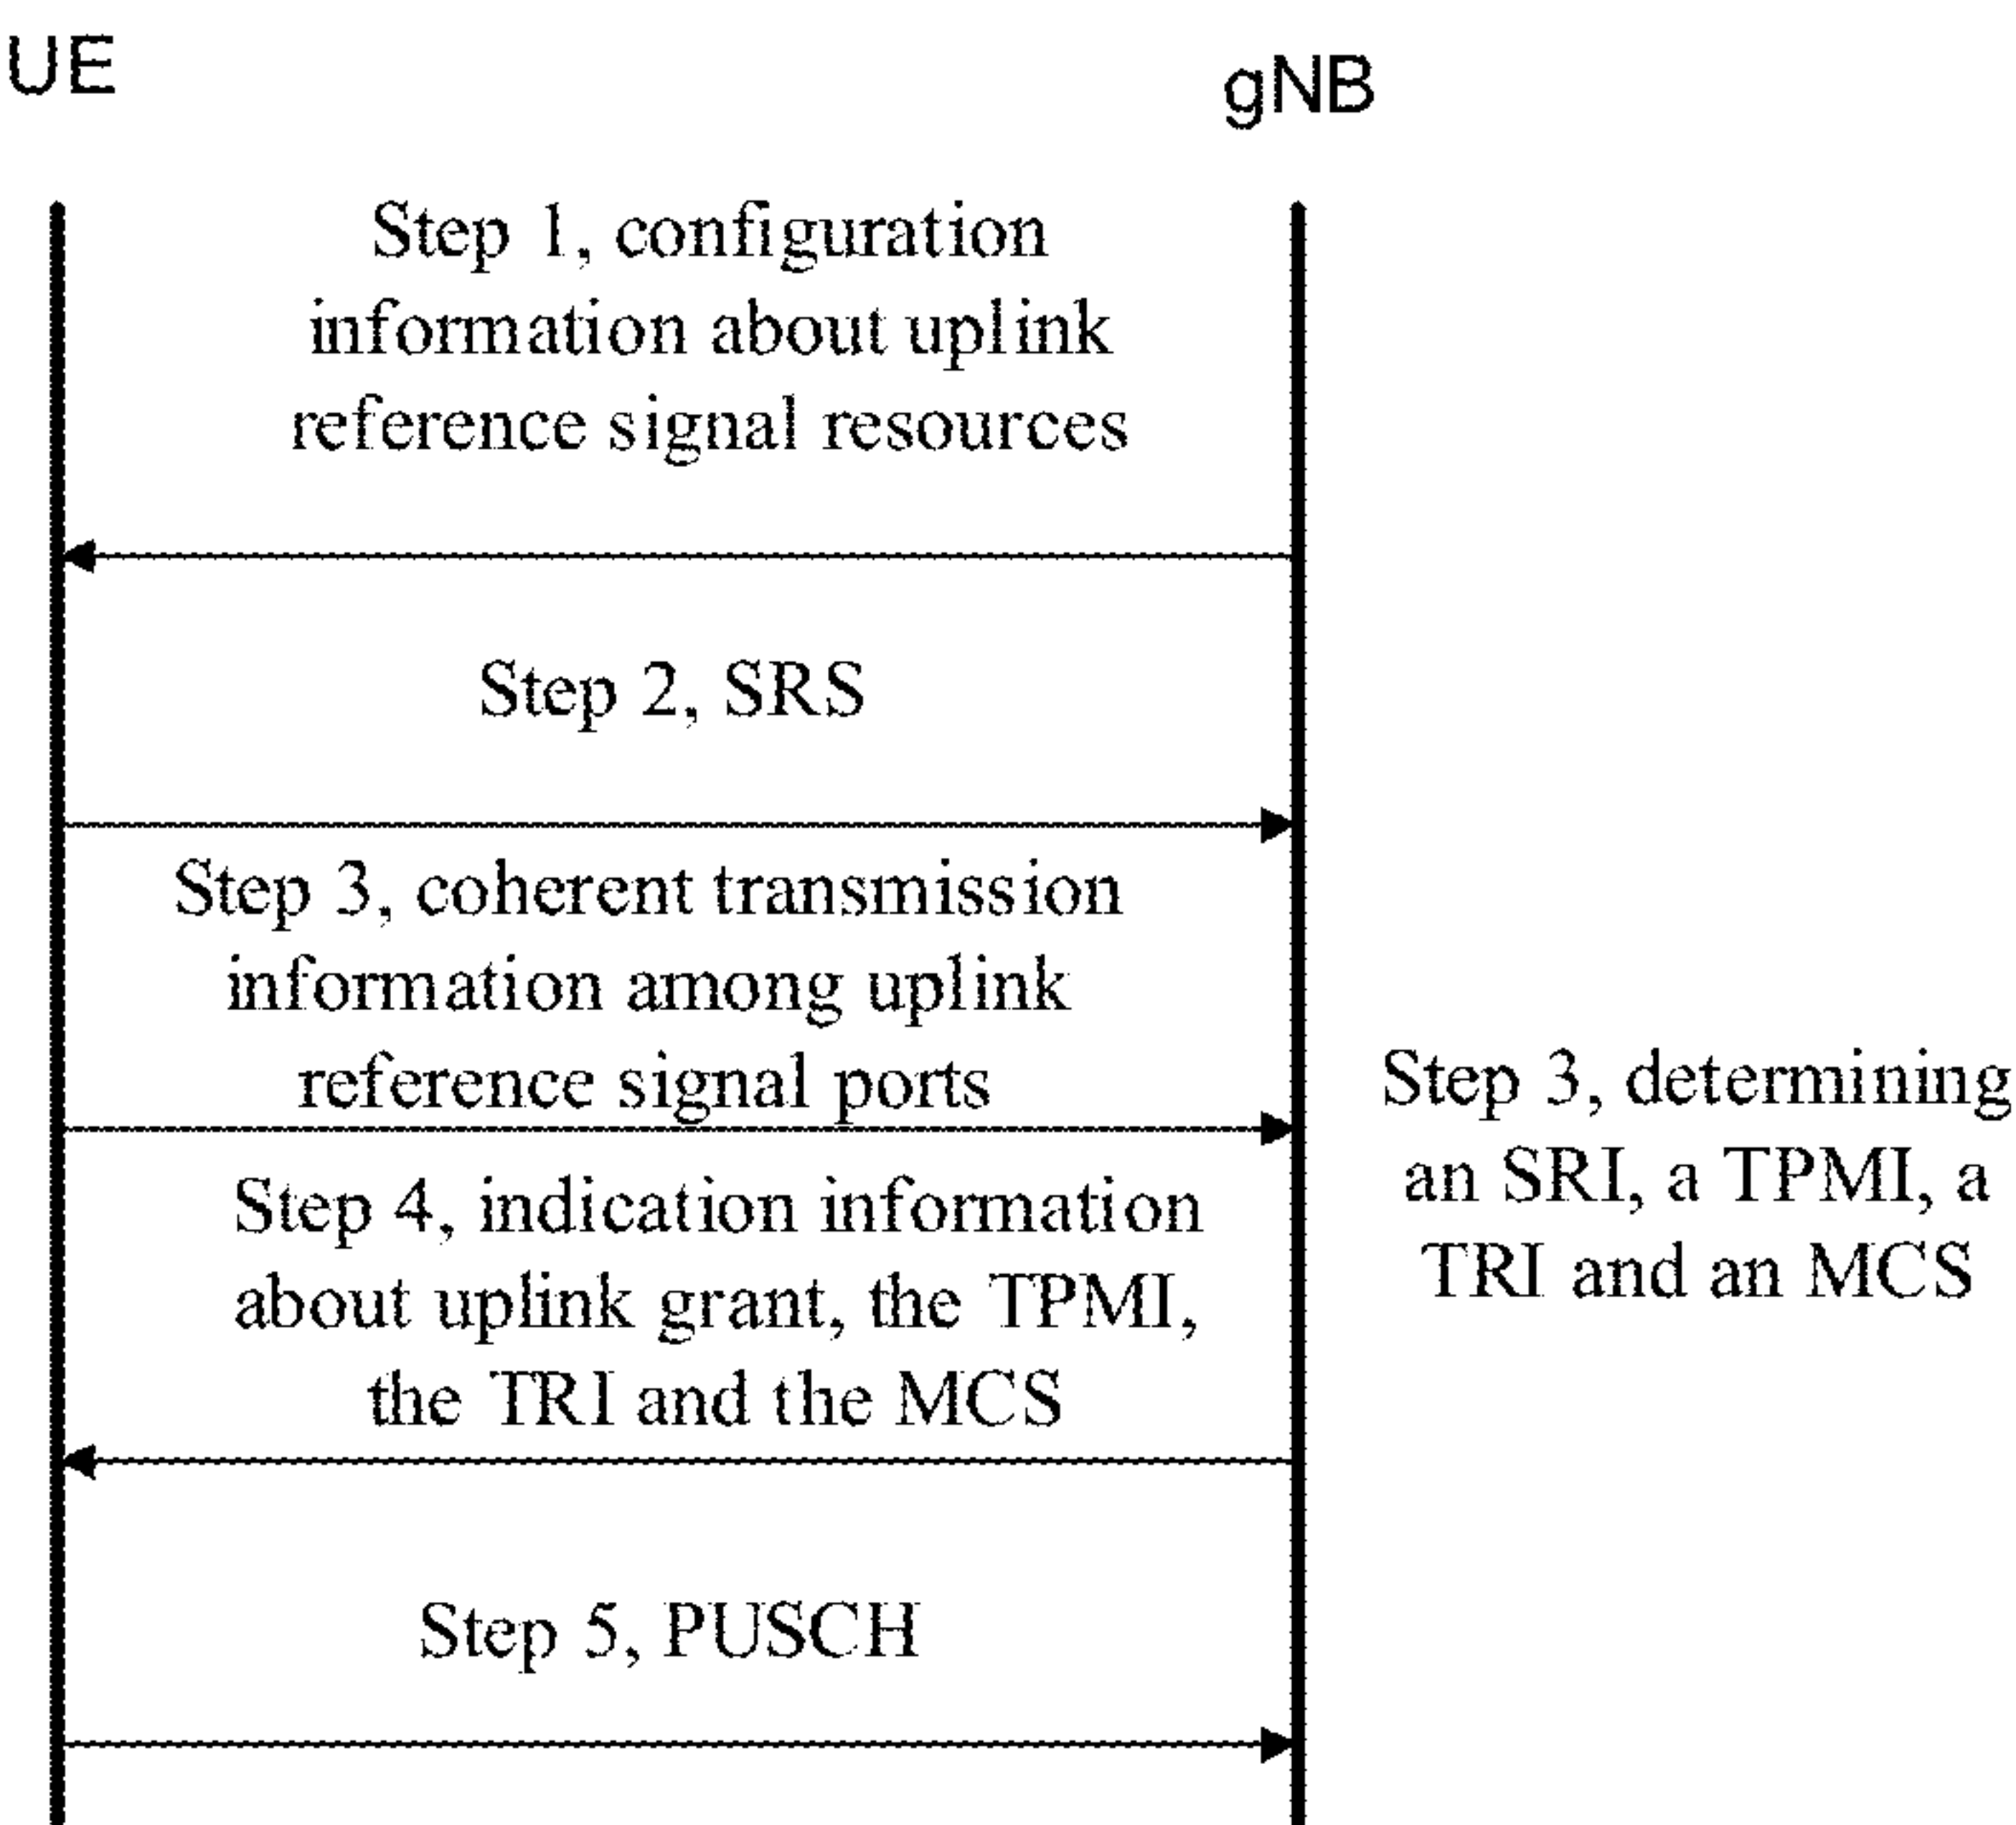 UE
gNB
Step 1, configuration
information about uplink
reference signal resources
Step 2, SRS
Step 3, coherent transmission
information among uplink
reference signal ports
Step 3, determining
an SRI, a TPMI, a
TRI and an MCS
Step 4, indication information
about uplink grant, the TPMI,
the TRI and the MCS
Step 5, PUSCH